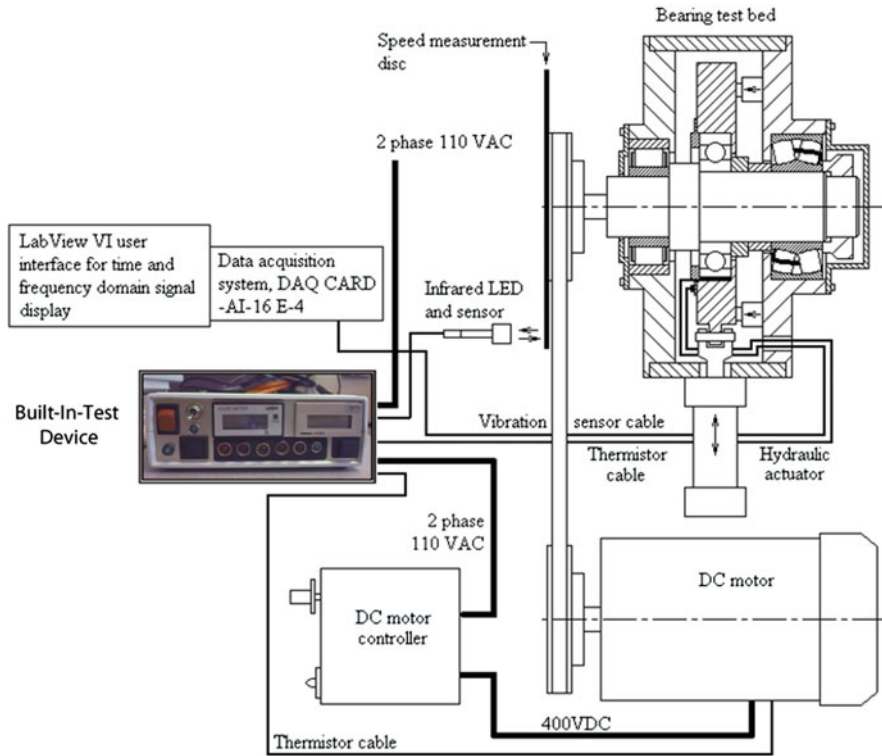 Bearing test bed
Speed measurement
disc
2 phase 110 VAC
LabView VI user
interface for time and
frequency domain signal
display
Data acquisition
system, DAQ CARD
-AI-16 E-4
Infrared LED
and sensor
Built-In-Test
Device
Vibration sensor cable
Thermistor
cable
Hydraulic
actuator
2 phase
110 VAC
DC motor
controller
DC motor
400VDC
Thermistor cable